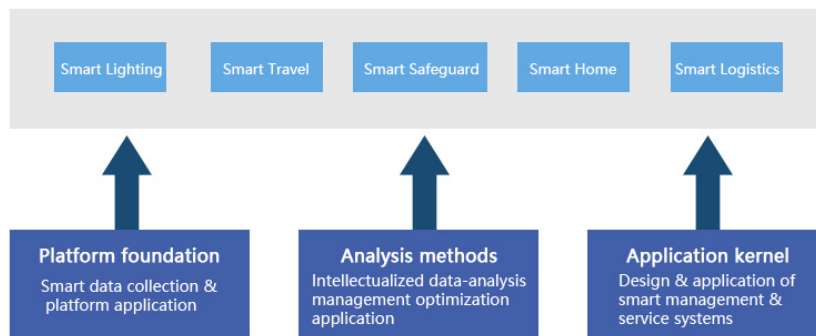 Smart Lighting
Smart Travel
Smart Safeguard
Smart Home
Smart Logistics
Platform foundation
Smart data collection &
platform application
Analysis methods
Intellectualized data-analysis
management optimization
application
Application kernel
Design & application of
smart management &
service systems